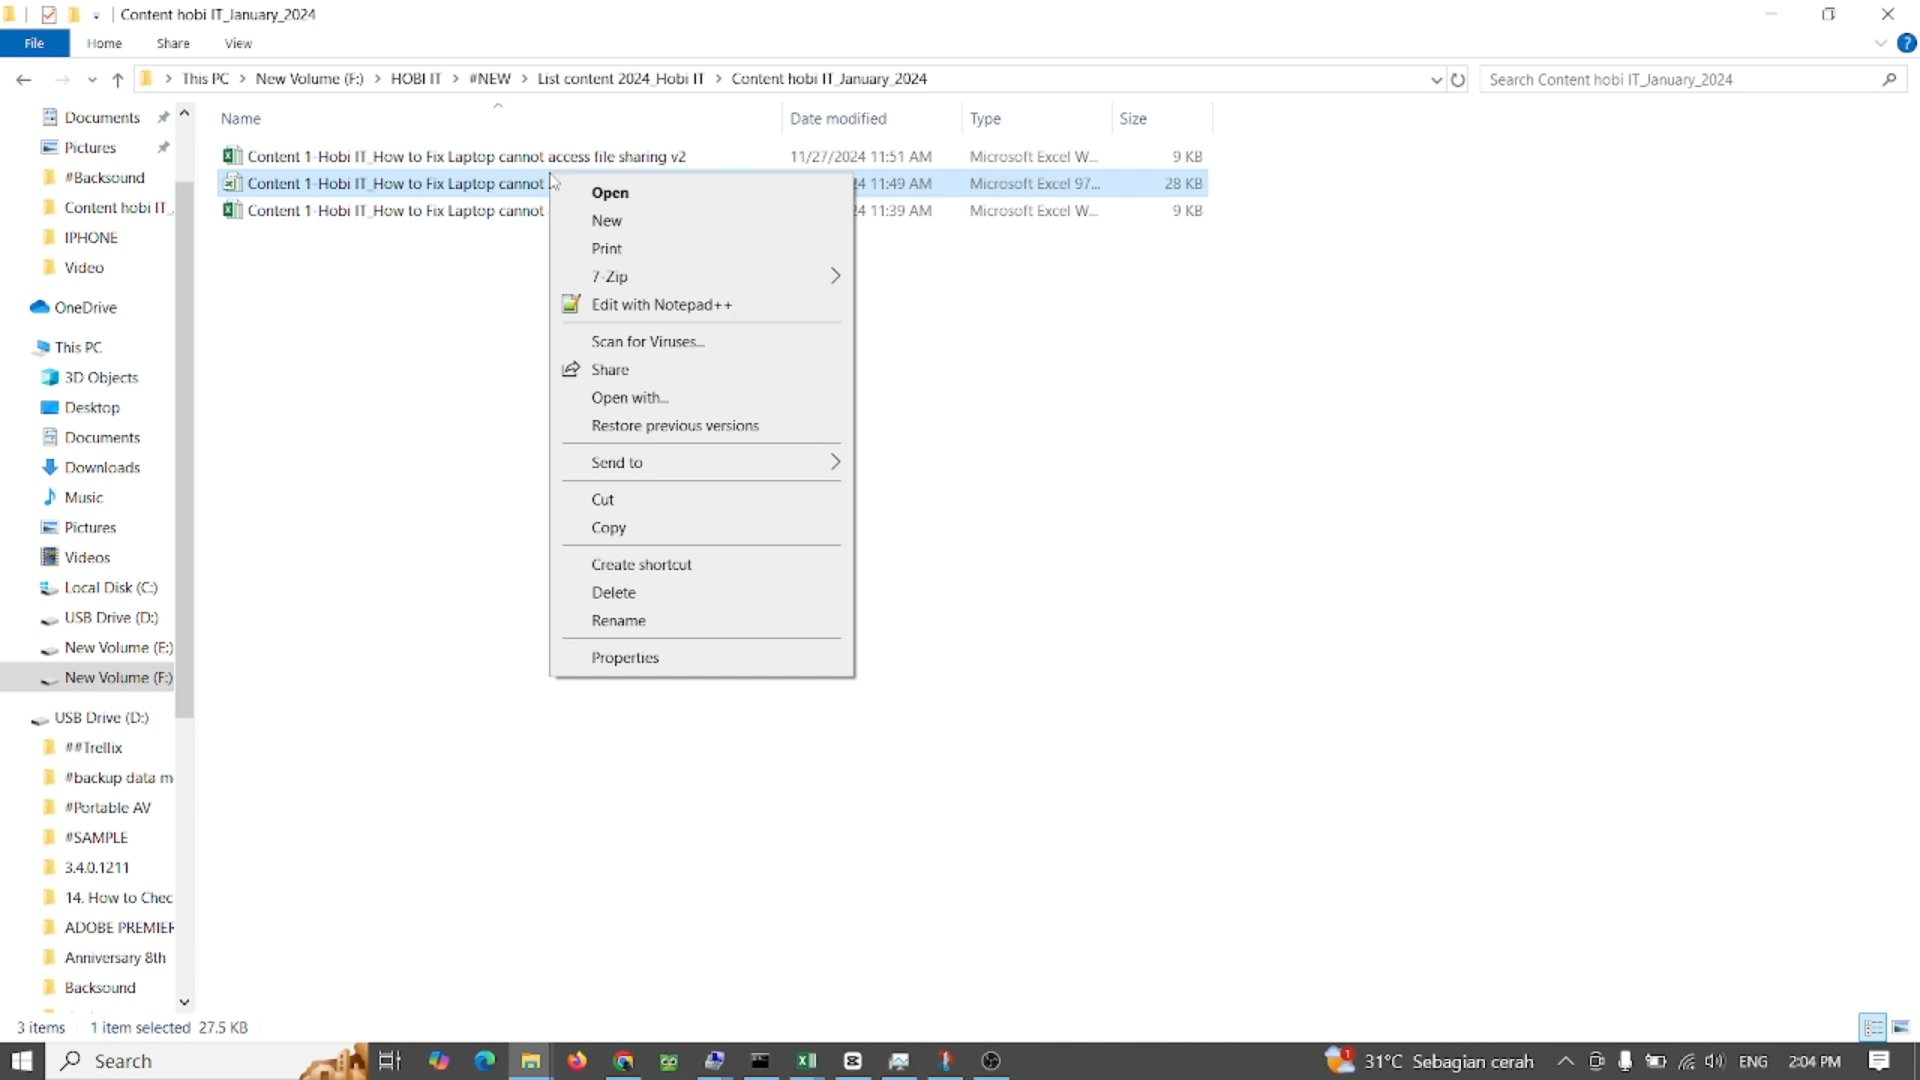 Content hobi IT_January_2024
File Home Share View
This PC New Volume (F:) HOBI IT #NEW List content 2024_Hobi IT Content hobi IT_January_2024
Search Content hobi IT_January_2024
Name Date modified Type Size
Content 1-Hobi IT_How to Fix Laptop cannot access file sharing v2 11/27/2024 11:51 AM Microsoft Excel W... 9 KB
Content 1-Hobi IT_How to Fix Laptop cannot 24 11:49 AM Microsoft Excel 97... 28 KB
Content 1-Hobi IT_How to Fix Laptop cannot 24 11:39 AM Microsoft Excel W... 9 KB
Open
New
Print
7-Zip
Edit with Notepad++
Scan for Viruses...
Share
Open with...
Restore previous versions
Send to
Cut
Copy
Create shortcut
Delete
Rename
Properties
Documents
Pictures
#Backsound
Content hobi IT_
IPHONE
Video
OneDrive
This PC
3D Objects
Desktop
Documents
Downloads
Music
Pictures
Videos
Local Disk (C:)
USB Drive (D:)
New Volume (E:)
New Volume (F:)
USB Drive (D:)
##Trellix
#backup data m
#Portable AV
#SAMPLE
3.4.0.1211
14. How to Chec
ADOBE PREMIER
Anniversary 8th
Backsound
3 items 1 item selected 27.5 KB
Search
1
31°C Sebagian cerah
ENG
2:04 PM